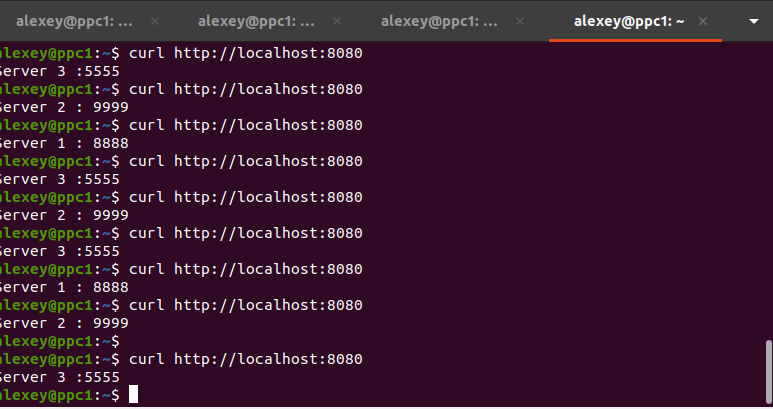 alexey@ppc1: ... × alexey@ppc1: ... × alexey@ppc1: ... × alexey@ppc1: ~ ×
alexey@ppc1:~$ curl http://localhost:8080
Server 3 :5555
alexey@ppc1:~$ curl http://localhost:8080
Server 2 : 9999
alexey@ppc1:~$ curl http://localhost:8080
Server 1 : 8888
alexey@ppc1:~$ curl http://localhost:8080
Server 3 :5555
alexey@ppc1:~$ curl http://localhost:8080
Server 2 : 9999
alexey@ppc1:~$ curl http://localhost:8080
Server 3 :5555
alexey@ppc1:~$ curl http://localhost:8080
Server 1 : 8888
alexey@ppc1:~$ curl http://localhost:8080
Server 2 : 9999
alexey@ppc1:~$
alexey@ppc1:~$ curl http://localhost:8080
Server 3 :5555
alexey@ppc1:~$